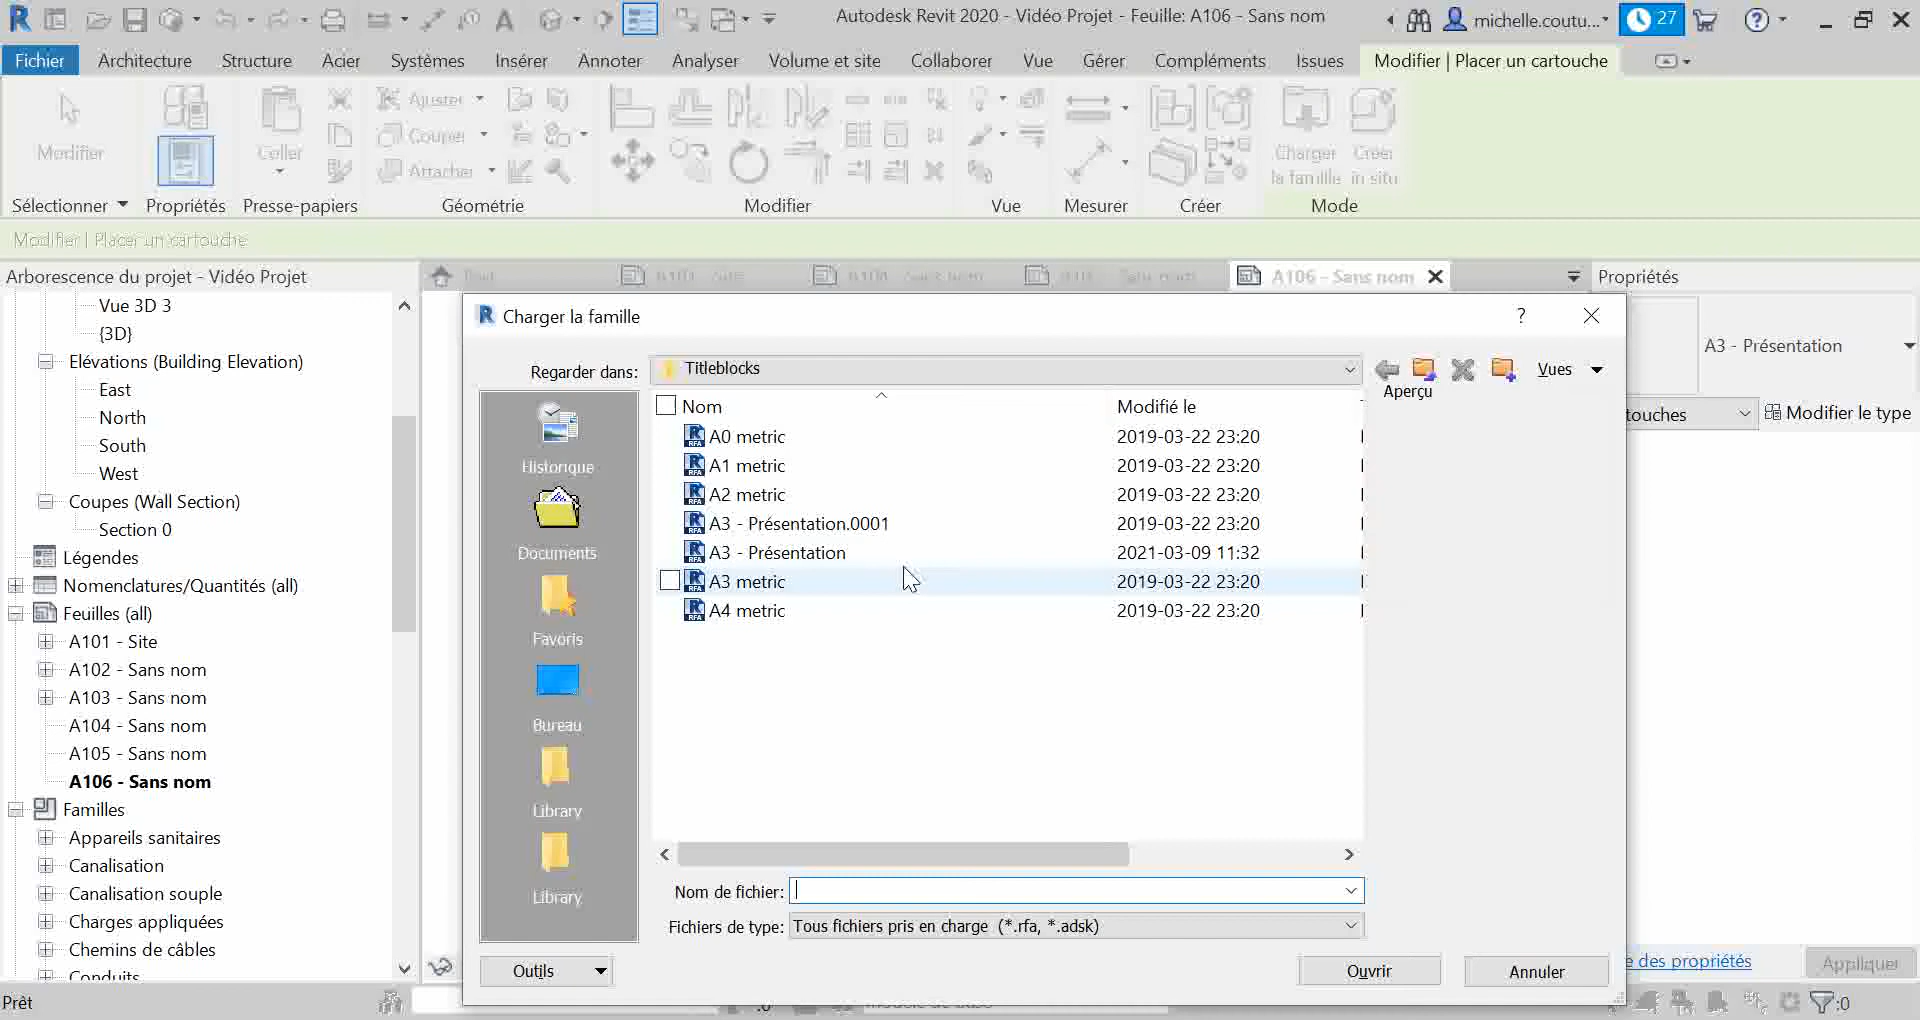 Autodesk Revit 2020 - Vidéo Projet - Feuille: A106 - Sans nom
michelle.coutu...
27
Fichier
Architecture
Structure
Acier
Systèmes
Insérer
Annoter
Analyser
Volume et site
Collaborer
Vue
Gérer
Compléments
Issues
Modifier | Placer un cartouche
Modifier
Coller
Ajuster
Couper
Attacher
Charger
la famille
Créer
in situ
Sélectionner
Propriétés
Presse-papiers
Géométrie
Modifier
Vue
Mesurer
Créer
Mode
Modifier | Placer un cartouche
Arborescence du projet - Vidéo Projet
Vue 3D 3
{3D}
Elévations (Building Elevation)
East
North
South
West
Coupes (Wall Section)
Section 0
Légendes
Nomenclatures/Quantités (all)
Feuilles (all)
A101 - Site
A102 - Sans nom
A103 - Sans nom
A104 - Sans nom
A105 - Sans nom
A106 - Sans nom
Familles
Appareils sanitaires
Canalisation
Canalisation souple
Charges appliquées
Chemins de câbles
Conduits
Prêt
A106 - Sans nom
Propriétés
A3 - Présentation
touches
Modifier le type
e des propriétés
Appliquer
:0
Charger la famille
?
Regarder dans:
Titleblocks
Vues
Aperçu
Historique
Documents
Favoris
Bureau
Library
Library
Nom
Modifié le
A0 metric
2019-03-22 23:20
A1 metric
2019-03-22 23:20
A2 metric
2019-03-22 23:20
A3 - Présentation.0001
2019-03-22 23:20
A3 - Présentation
2021-03-09 11:32
A3 metric
2019-03-22 23:20
A4 metric
2019-03-22 23:20
Nom de fichier:
Fichiers de type:
Tous fichiers pris en charge (*.rfa, *.adsk)
Outils
Ouvrir
Annuler